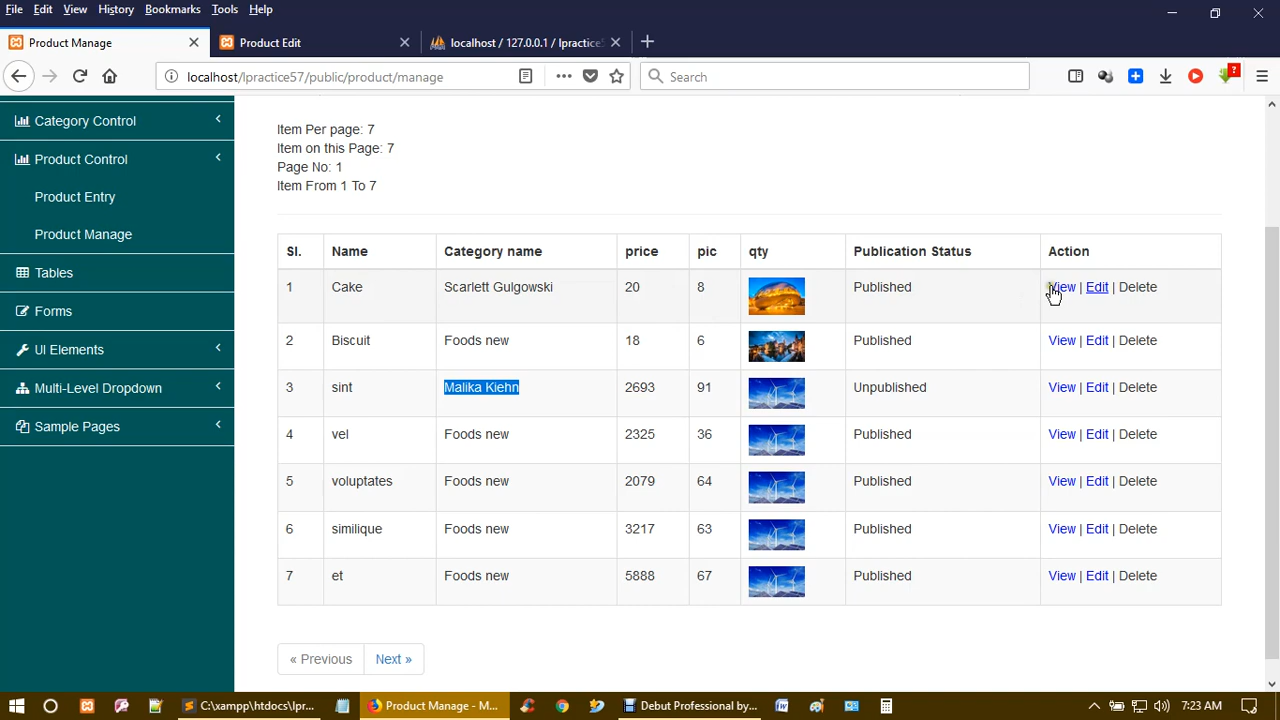 File Edit View History Bookmarks Tools Help
Product Manage Product Edit localhost / 127.0.0.1 / lpractice5
localhost/lpractice57/public/product/manage Search ?
Category Control
Product Control
Product Entry
Product Manage
Tables
Forms
UI Elements
Multi-Level Dropdown
Sample Pages
Item Per page: 7
Item on this Page: 7
Page No: 1
Item From 1 To 7
Sl. Name Category name price pic qty Publication Status Action
1 Cake Scarlett Gulgowski 20 8 Published View | Edit | Delete
2 Biscuit Foods new 18 6 Published View | Edit | Delete
3 sint Malika Kiehn 2693 91 Unpublished View | Edit | Delete
4 vel Foods new 2325 36 Published View | Edit | Delete
5 voluptates Foods new 2079 64 Published View | Edit | Delete
6 similique Foods new 3217 63 Published View | Edit | Delete
7 et Foods new 5888 67 Published View | Edit | Delete
« Previous Next »
C:\xampp\htdocs\lpr... Product Manage - M... Debut Professional by... 7:23 AM